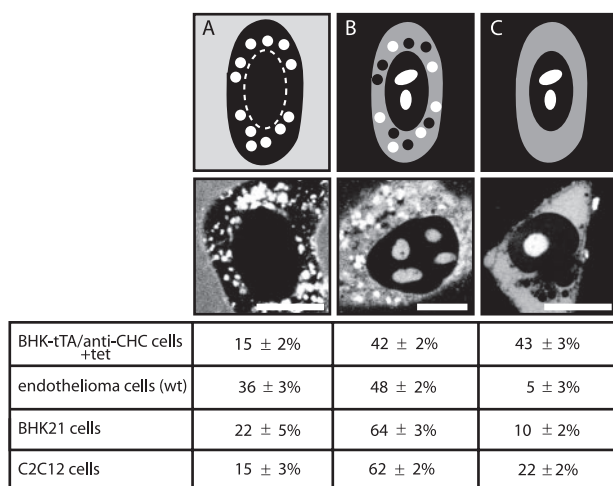 A B C
BHK-tTA/anti-CHC cells 15 ± 2% 42 ± 2% 43 ± 3%
+tet
endothelioma cells (wt) 36 ± 3% 48 ± 2% 5 ± 3%
BHK21 cells 22 ± 5% 64 ± 3% 10 ± 2%
C2C12 cells 15 ± 3% 62 ± 2% 22 ±2%